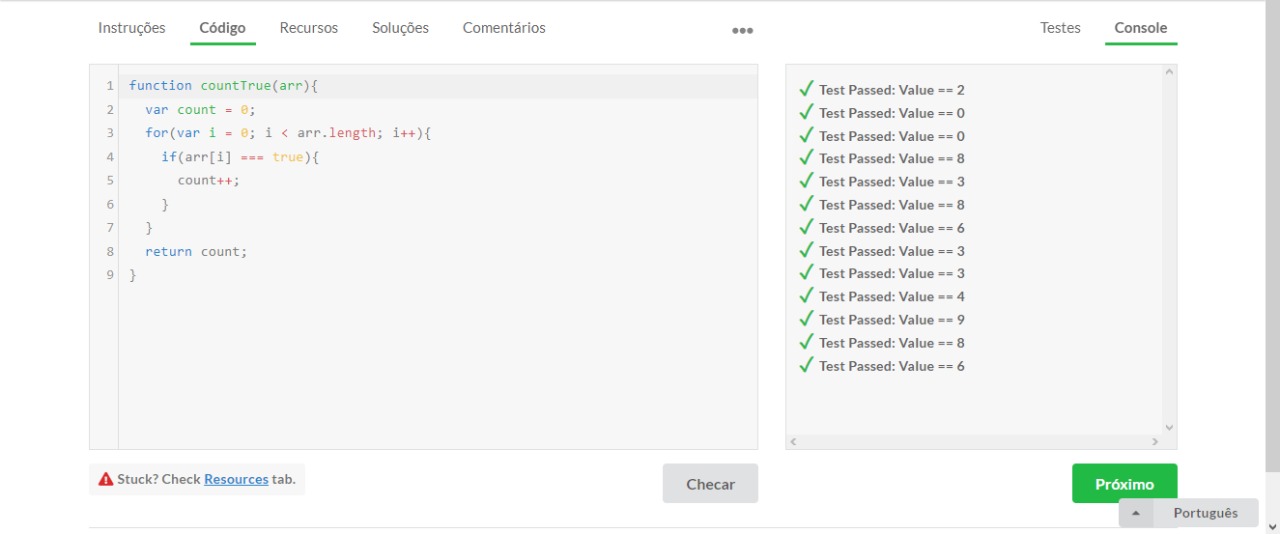 Instruções Código Recursos Soluções Comentários ••• Testes Console
1 function countTrue(arr){
2 var count = 0;
3 for(var i = 0; i < arr.length; i++){
4 if(arr[i] === true){
5 count++;
6 }
7 }
8 return count;
9 }
Test Passed: Value == 2
Test Passed: Value == 0
Test Passed: Value == 0
Test Passed: Value == 8
Test Passed: Value == 3
Test Passed: Value == 8
Test Passed: Value == 6
Test Passed: Value == 3
Test Passed: Value == 3
Test Passed: Value == 4
Test Passed: Value == 9
Test Passed: Value == 8
Test Passed: Value == 6
Stuck? Check Resources tab.
Checar
Próximo
Português